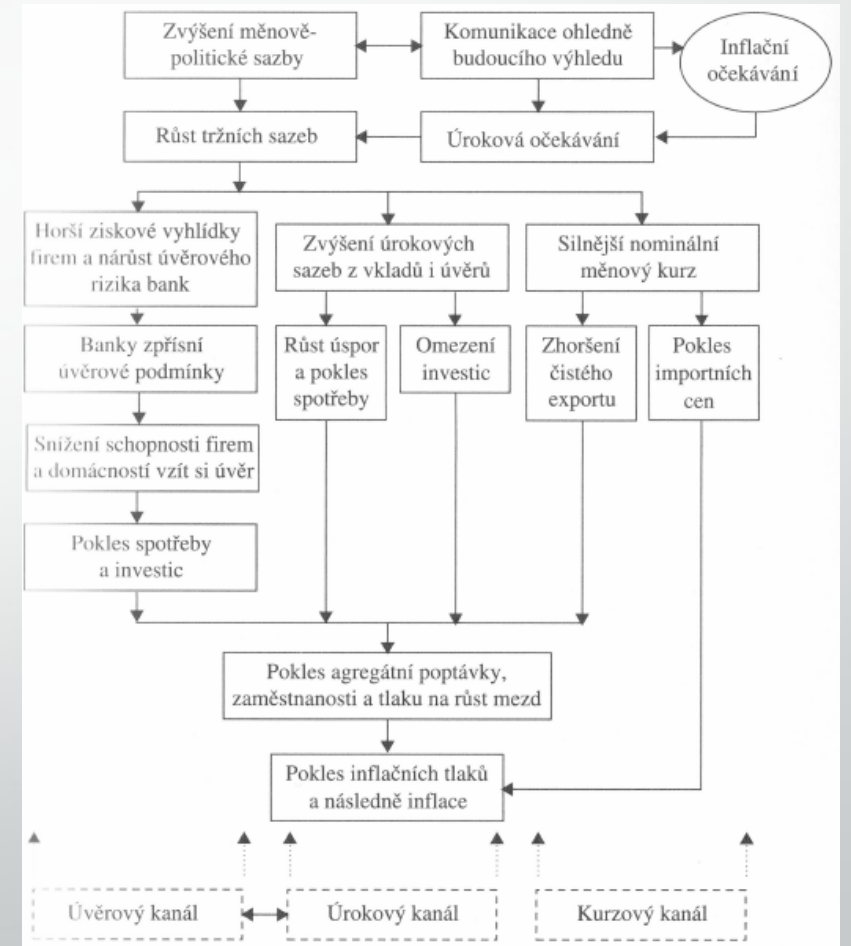 Zvýšení měnově-
politické sazby
Komunikace ohledně
budoucího výhledu
Inflační
očekávání
Růst tržních sazeb
Úroková očekávání
Horší ziskové vyhlídky
firem a nárůst úvěrového
rizika bank
Zvýšení úrokových
sazeb z vkladů i úvěrů
Silnější nominální
měnový kurz
Banky zpřísní
úvěrové podmínky
Růst úspor
a pokles
spotřeby
Omezení
investic
Zhoršení
čistého
exportu
Pokles
importních
cen
Snížení schopnosti firem
a domácností vzít si úvěr
Pokles spotřeby
a investic
Pokles agregátní poptávky,
zaměstnanosti a tlaku na růst mezd
Pokles inflačních tlaků
a následně inflace
Úvěrový kanál
Úrokový kanál
Kurzový kanál